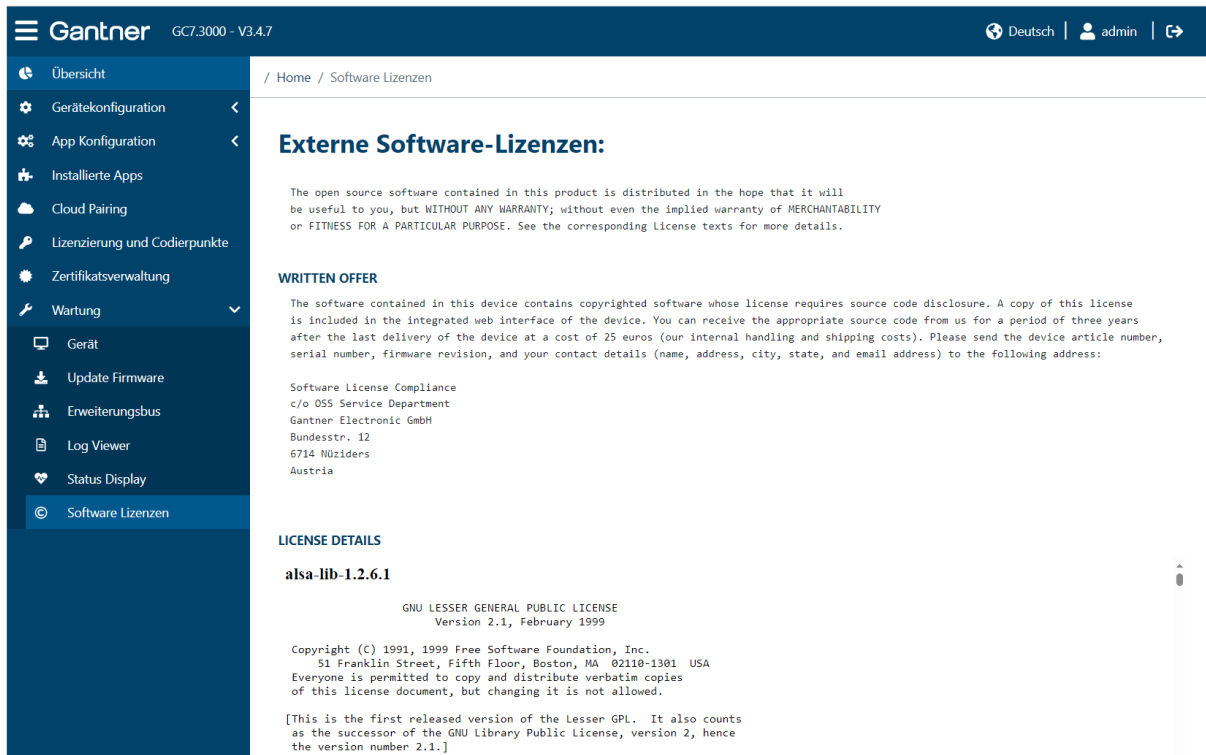 Gantner GC7.3000 - V3.4.7
Deutsch
admin
Übersicht
Gerätekonfiguration
App Konfiguration
Installierte Apps
Cloud Pairing
Lizenzierung und Codierpunkte
Zertifikatsverwaltung
Wartung
Gerät
Update Firmware
Erweiterungsbus
Log Viewer
Status Display
Software Lizenzen
/ Home / Software Lizenzen
Externe Software-Lizenzen:
The open source software contained in this product is distributed in the hope that it will
be useful to you, but WITHOUT ANY WARRANTY; without even the implied warranty of MERCHANTABILITY
or FITNESS FOR A PARTICULAR PURPOSE. See the corresponding License texts for more details.
WRITTEN OFFER
The software contained in this device contains copyrighted software whose license requires source code disclosure. A copy of this license
is included in the integrated web interface of the device. You can receive the appropriate source code from us for a period of three years
after the last delivery of the device at a cost of 25 euros (our internal handling and shipping costs). Please send the device article number,
serial number, firmware revision, and your contact details (name, address, city, state, and email address) to the following address:
Software License Compliance
c/o OSS Service Department
Gantner Electronic GmbH
Bundesstr. 12
6714 Nüziders
Austria
LICENSE DETAILS
alsa-lib-1.2.6.1
GNU LESSER GENERAL PUBLIC LICENSE
Version 2.1, February 1999
Copyright (C) 1991, 1999 Free Software Foundation, Inc.
51 Franklin Street, Fifth Floor, Boston, MA  02110-1301  USA
Everyone is permitted to copy and distribute verbatim copies
of this license document, but changing it is not allowed.
[This is the first released version of the Lesser GPL.  It also counts
as the successor of the GNU Library Public License, version 2, hence
the version number 2.1.]